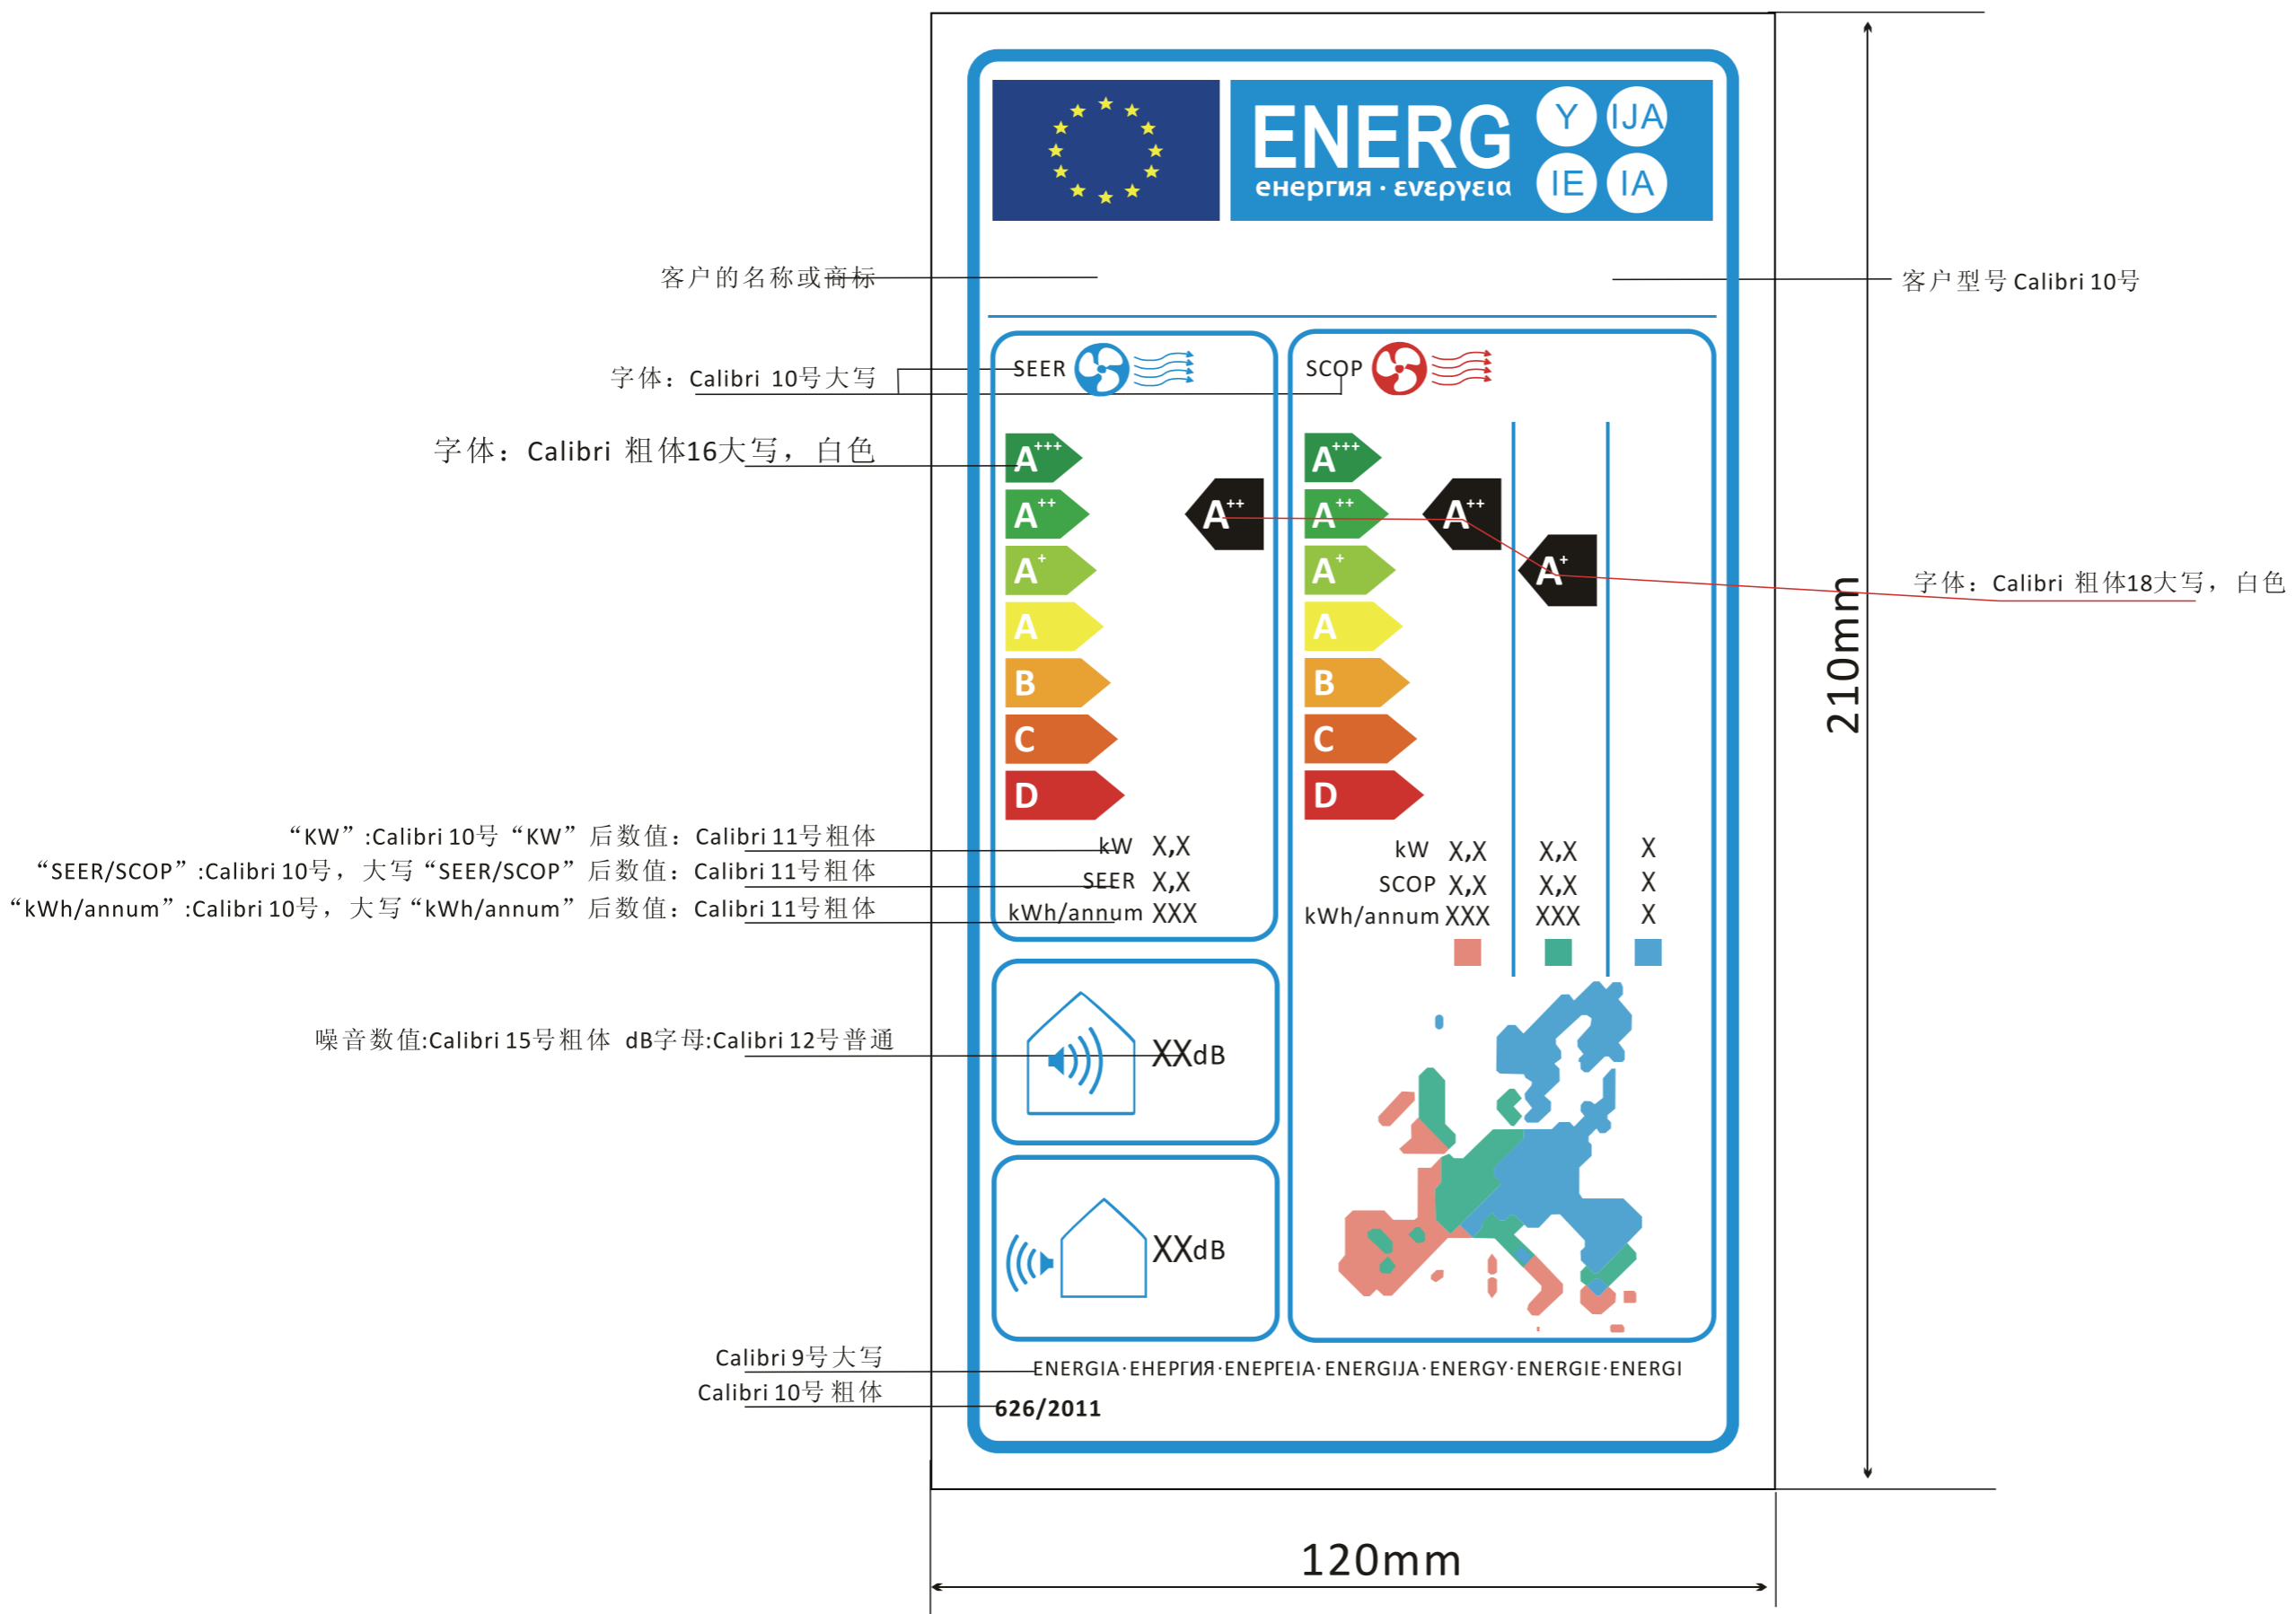 ENERG
енергия · ενεργεια
Y IJA
IE IA
客户的名称或商标
客户型号 Calibri 10号
SEER
SCOP
字体：Calibri 10号大写
字体：Calibri 粗体16大写，白色
A+++
A++
A+
A
B
C
D
A++
A+++
A++
A+
A
B
C
D
A++
A+
字体：Calibri 粗体18大写，白色
210mm
“KW”:Calibri 10号“KW”后数值：Calibri 11号粗体
“SEER/SCOP”:Calibri 10号，大写“SEER/SCOP”后数值：Calibri 11号粗体
“kWh/annum”:Calibri 10号，大写“kWh/annum”后数值：Calibri 11号粗体
kW X,X
SEER X,X
kWh/annum XXX
kW X,X X,X X
SCOP X,X X,X X
kWh/annum XXX XXX X
噪音数值:Calibri 15号粗体 dB字母:Calibri 12号普通
XXdB
XXdB
Calibri 9号大写
ENERGIA·ЕНЕРГИЯ·ΕΝΕΡΓΕΙΑ·ENERGIJA·ENERGY·ENERGIE·ENERGI
Calibri 10号 粗体
626/2011
120mm